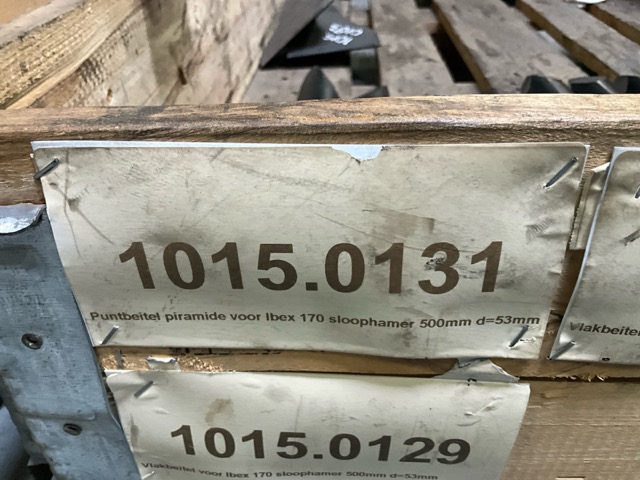 1015.0131
Puntbeitel piramide voor Ibex 170 sloophamer 500mm d=53mm
Vlakbeitel
1015.0129
Vlakbeitel voor Ibex 170 sloophamer 500mm d=53mm